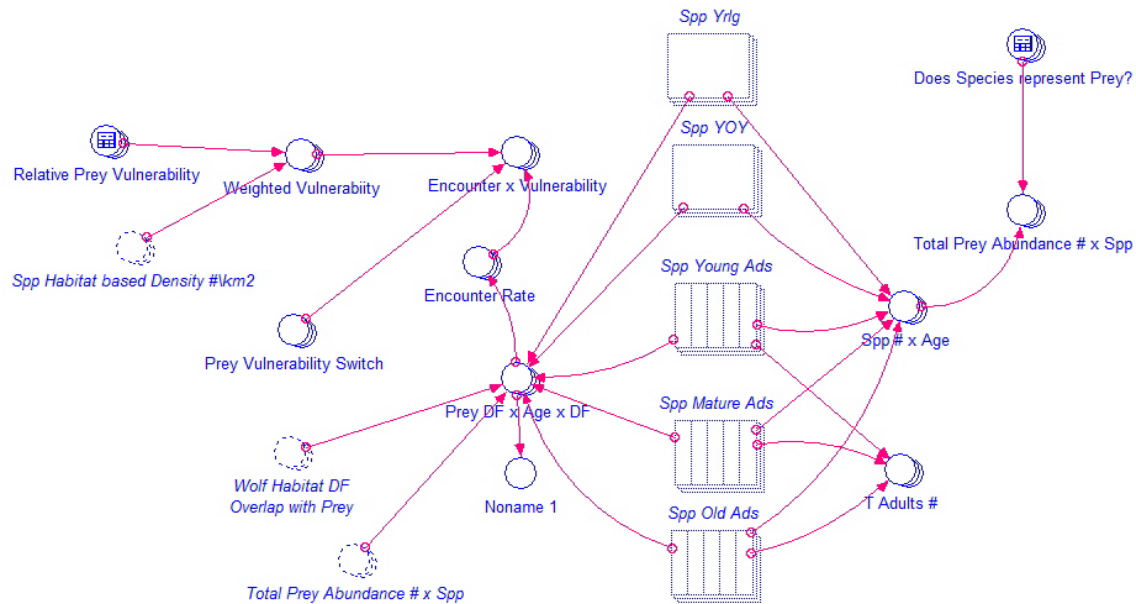 Spp Yrlg
Does Species represent Prey?
Spp YOY
Relative Prey Vulnerability
Weighted Vulnerabiity
Encounter x Vulnerability
Total Prey Abundance # x Spp
Spp Habitat based Density #\km2
Spp Young Ads
Encounter Rate
Prey Vulnerability Switch
Spp # x Age
Spp Mature Ads
Prey DF x Age x DF
Wolf Habitat DF
Overlap with Prey
Noname 1
T Adults #
Spp Old Ads
Total Prey Abundance # x Spp